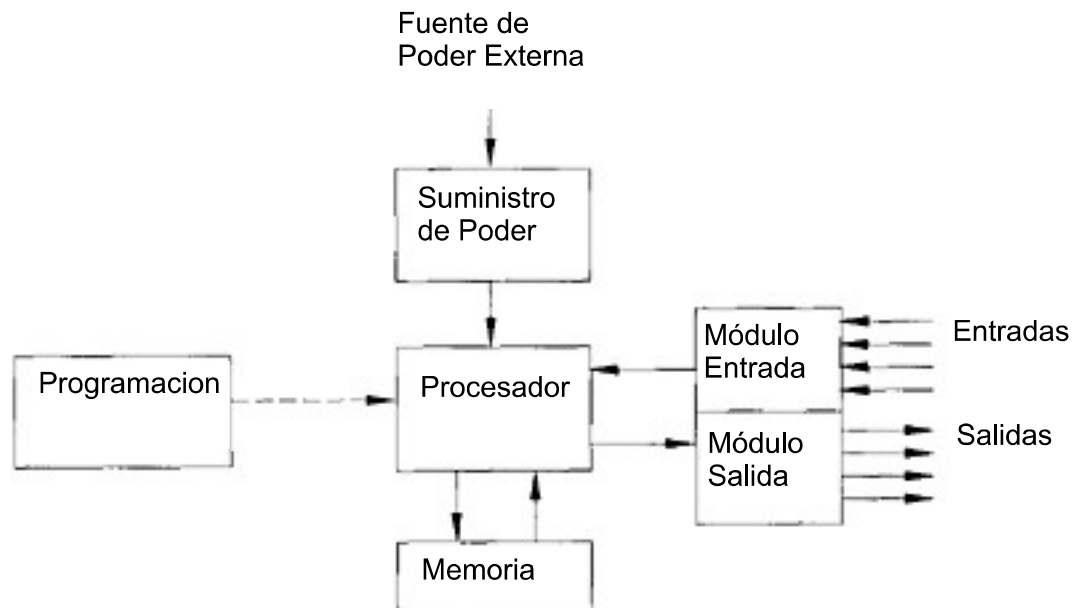 Fuente de
Poder Externa
Suministro
de Poder
Programacion
Procesador
Módulo
Entrada
Entradas
Módulo
Salida
Salidas
Memoria